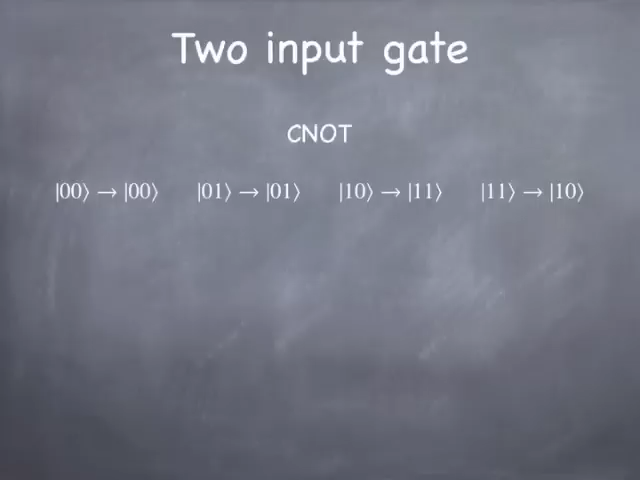 Two input gate
CNOT
|00⟩ → |00⟩ |01⟩ → |01⟩ |10⟩ → |11⟩ |11⟩ → |10⟩